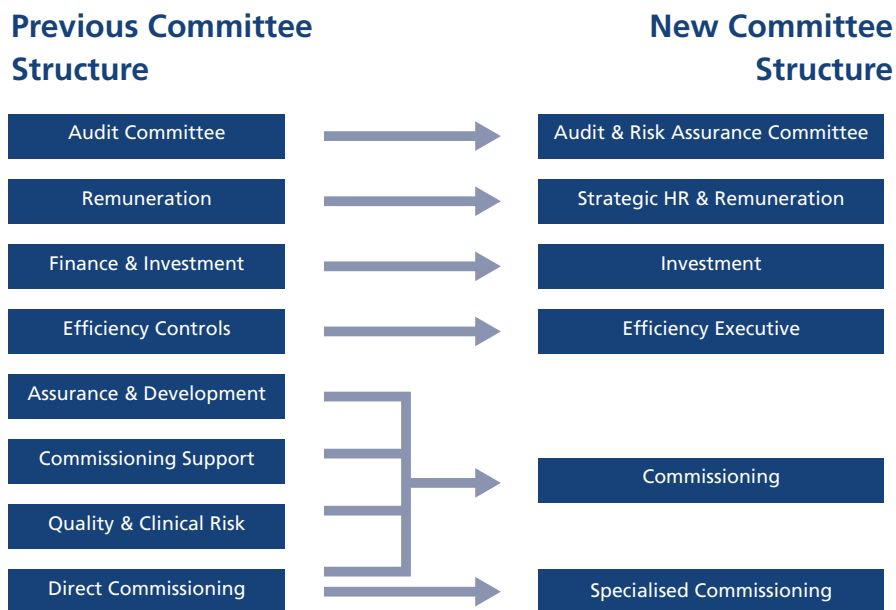 Previous Committee
Structure
New Committee
Structure
Audit Committee
Audit & Risk Assurance Committee
Remuneration
Strategic HR & Remuneration
Finance & Investment
Investment
Efficiency Controls
Efficiency Executive
Assurance & Development
Commissioning Support
Commissioning
Quality & Clinical Risk
Direct Commissioning
Specialised Commissioning